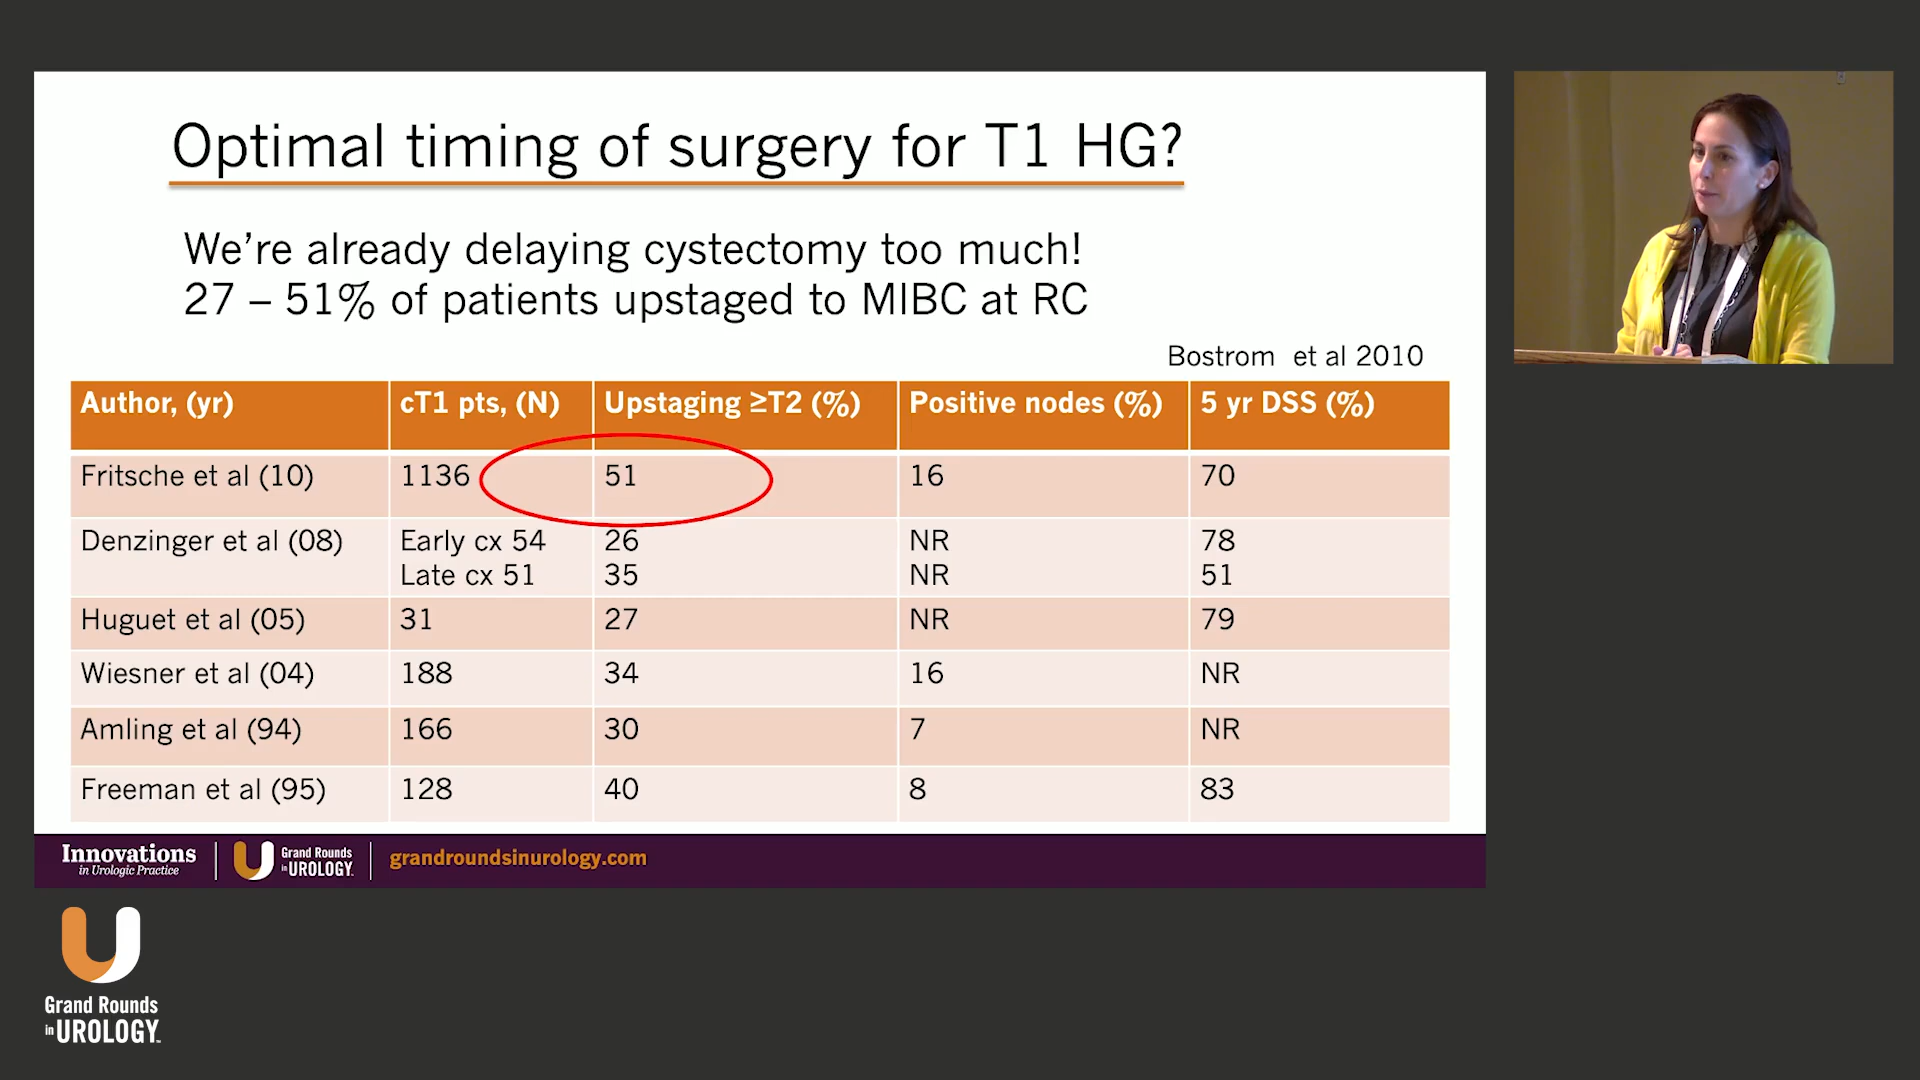 Optimal timing of surgery for T1 HG?
We're already delaying cystectomy too much!
27 – 51% of patients upstaged to MIBC at RC
Bostrom et al 2010
Author, (yr) cT1 pts, (N) Upstaging ≥T2 (%) Positive nodes (%) 5 yr DSS (%)
Fritsche et al (10) 1136 51 16 70
Denzinger et al (08) Early cx 54 26 NR 78
Late cx 51 35 NR 51
Huguet et al (05) 31 27 NR 79
Wiesner et al (04) 188 34 16 NR
Amling et al (94) 166 30 7 NR
Freeman et al (95) 128 40 8 83
Innovations
in Urologic Practice
Grand Rounds
in UROLOGY.
grandroundsinurology.com
Grand Rounds
in UROLOGY™